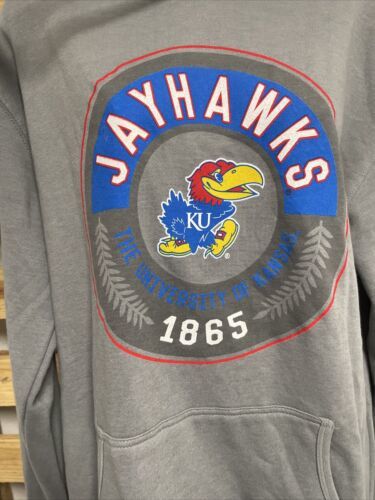 JAYHAWKS
KU
THE UNIVERSITY OF KANSAS
1865